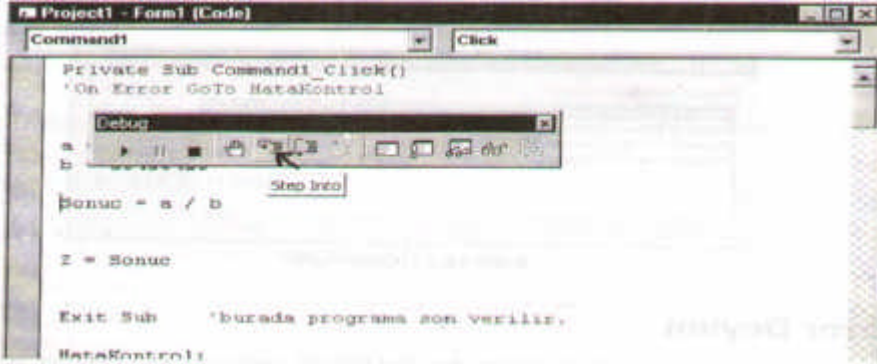 Project1 - Form1 (Code)
Command1 Click
Private Sub Command1_Click()
'On Error GoTo HataKontrol
Debug
a
b
Step Into
Sonuc = a / b
Z = Sonuc
Exit Sub 'burada programa son verilir.
HataKontrol: